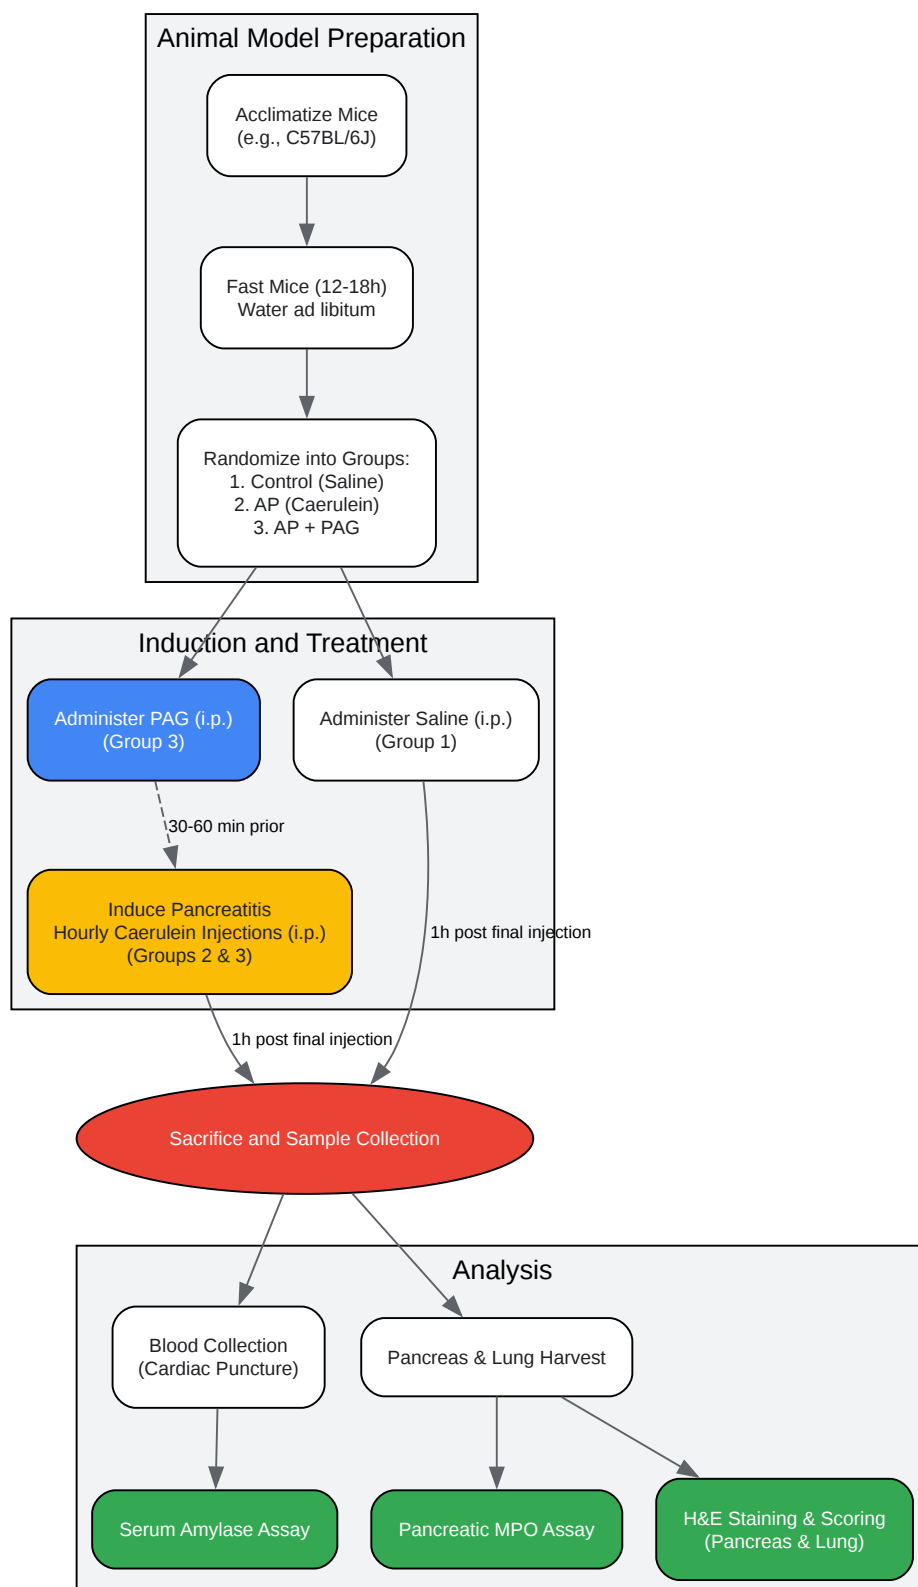 Animal Model Preparation
Acclimatize Mice
(e.g., C57BL/6J)
Fast Mice (12-18h)
Water ad libitum
Randomize into Groups:
1. Control (Saline)
2. AP (Caerulein)
3. AP + PAG
Induction and Treatment
Administer PAG (i.p.)
(Group 3)
Administer Saline (i.p.)
(Group 1)
30-60 min prior
Induce Pancreatitis
Hourly Caerulein Injections (i.p.)
(Groups 2 & 3)
1h post final injection
1h post final injection
Sacrifice and Sample Collection
Analysis
Blood Collection
(Cardiac Puncture)
Pancreas & Lung Harvest
Serum Amylase Assay
Pancreatic MPO Assay
H&E Staining & Scoring
(Pancreas & Lung)